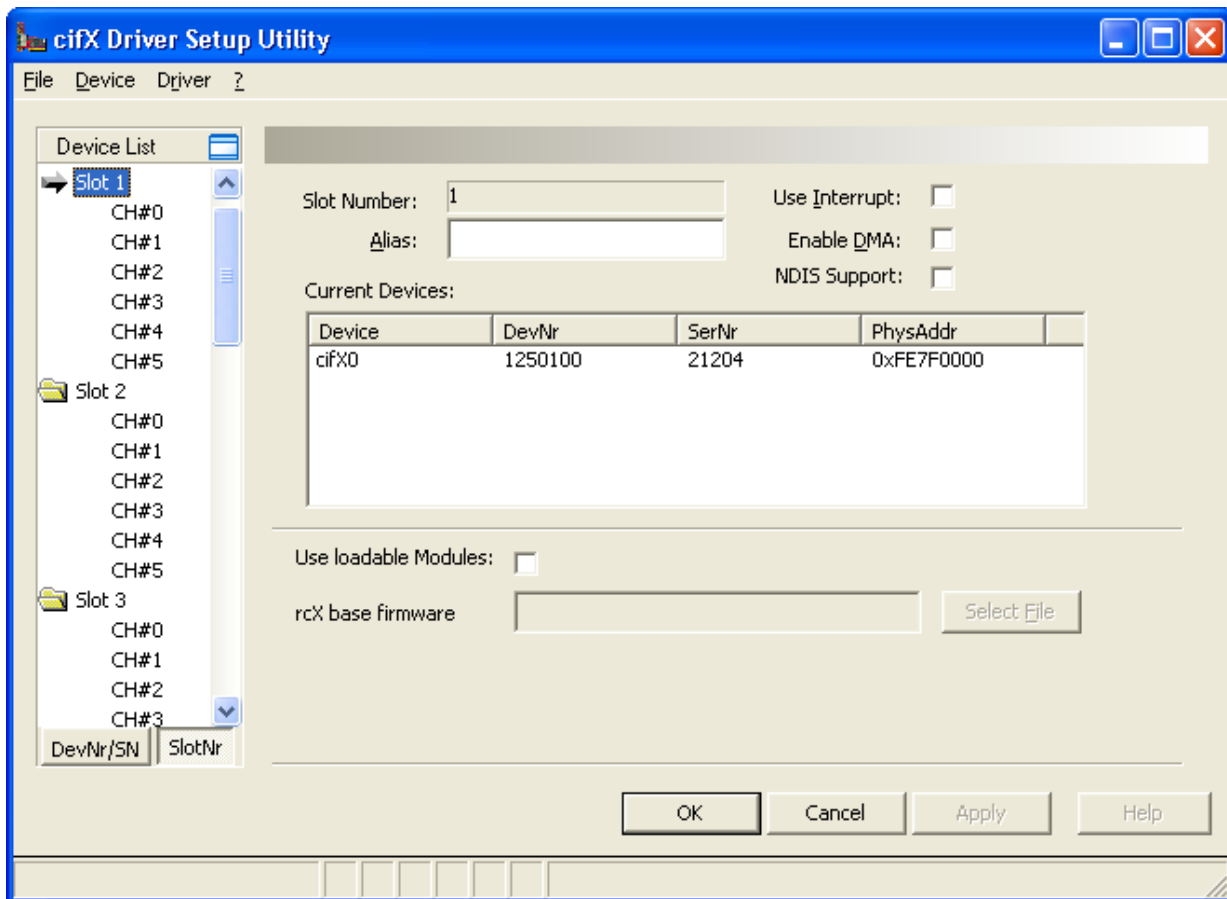 cifX Driver Setup Utility
File Device Driver ?
Device List
Slot 1
CH#0
CH#1
CH#2
CH#3
CH#4
CH#5
Slot 2
CH#0
CH#1
CH#2
CH#3
CH#4
CH#5
Slot 3
CH#0
CH#1
CH#2
CH#3
DevNr/SN SlotNr
Slot Number: 1
Alias:
Use Interrupt:
Enable DMA:
NDIS Support:
Current Devices:
Device DevNr SerNr PhysAddr
cifX0 1250100 21204 0xFE7F0000
Use loadable Modules:
rcX base firmware Select File
OK Cancel Apply Help